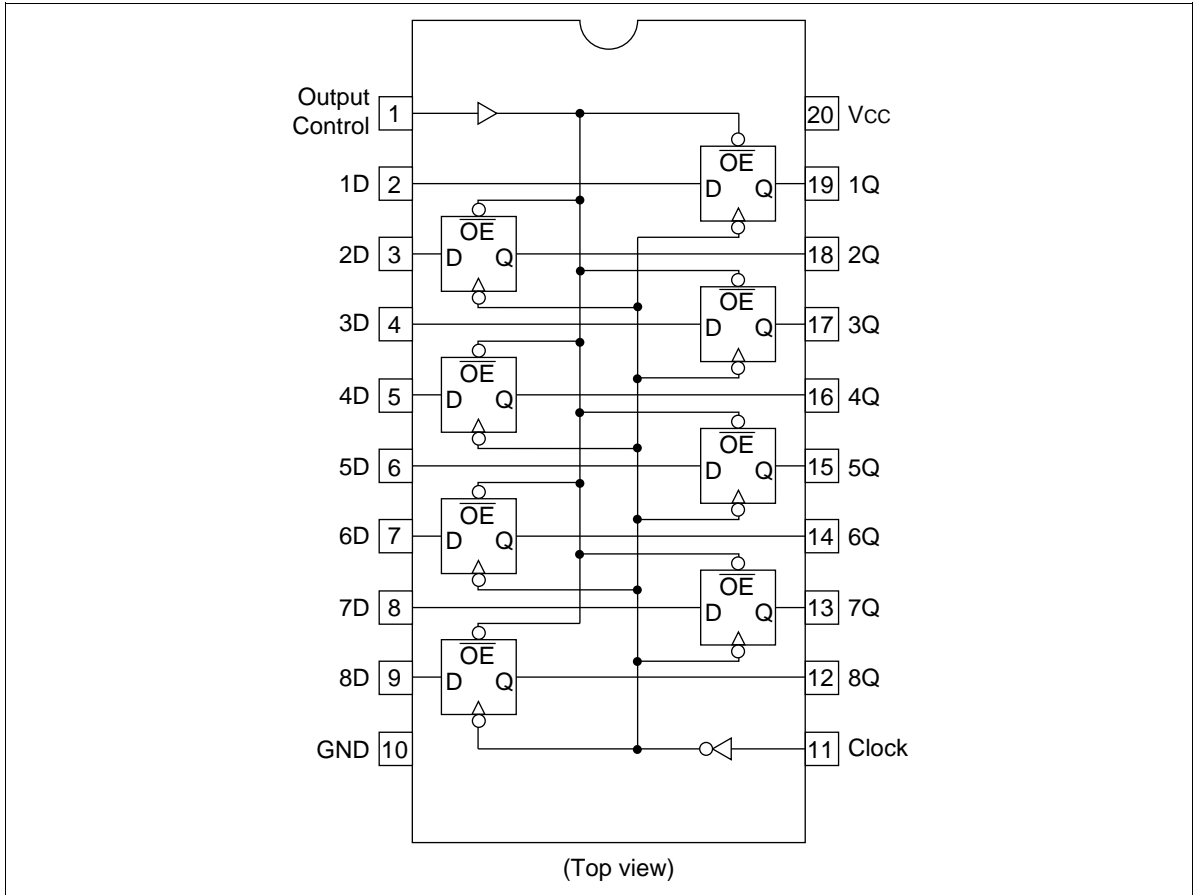 Output
Control 1
20 Vcc
OE
1D 2
D Q
19 1Q
OE
2D 3
D Q
18 2Q
OE
3D 4
D Q
17 3Q
OE
4D 5
D Q
16 4Q
OE
5D 6
D Q
15 5Q
OE
6D 7
D Q
14 6Q
OE
7D 8
D Q
13 7Q
OE
8D 9
D Q
12 8Q
GND 10
11 Clock
(Top view)